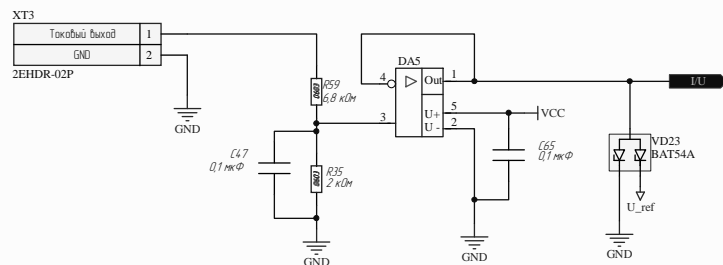 XT3
Токовый выход 1
GND 2
2EHDR-02P
GND
0603
R59
6,8 кОм
C47
0,1 мкФ
0603
R35
2 кОм
GND
DA5
4
3
Out 1
U+ 5
U - 2
VCC
C65
0,1 мкФ
GND
I/U
VD23
BAT54A
U_ref
GND